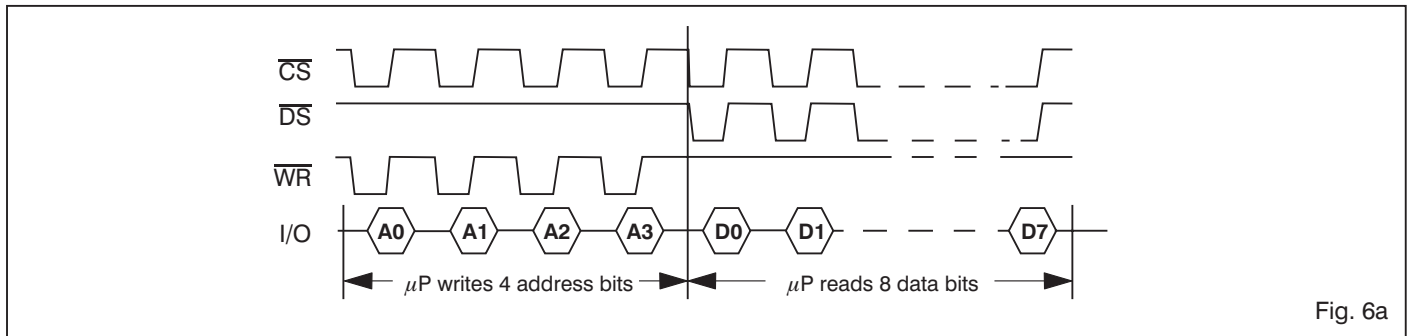 CS
DS
WR
I/O A0 A1 A2 A3 D0 D1 D7
μP writes 4 address bits μP reads 8 data bits
Fig. 6a